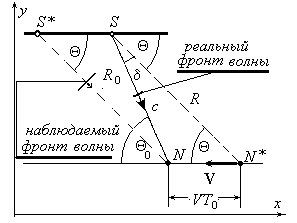 y
S* S
Θ Θ
реальный
фронт волны
R₀ δ
c R
наблюдаемый
фронт волны
Θ₀ Θ
N N*
V
VT₀
x